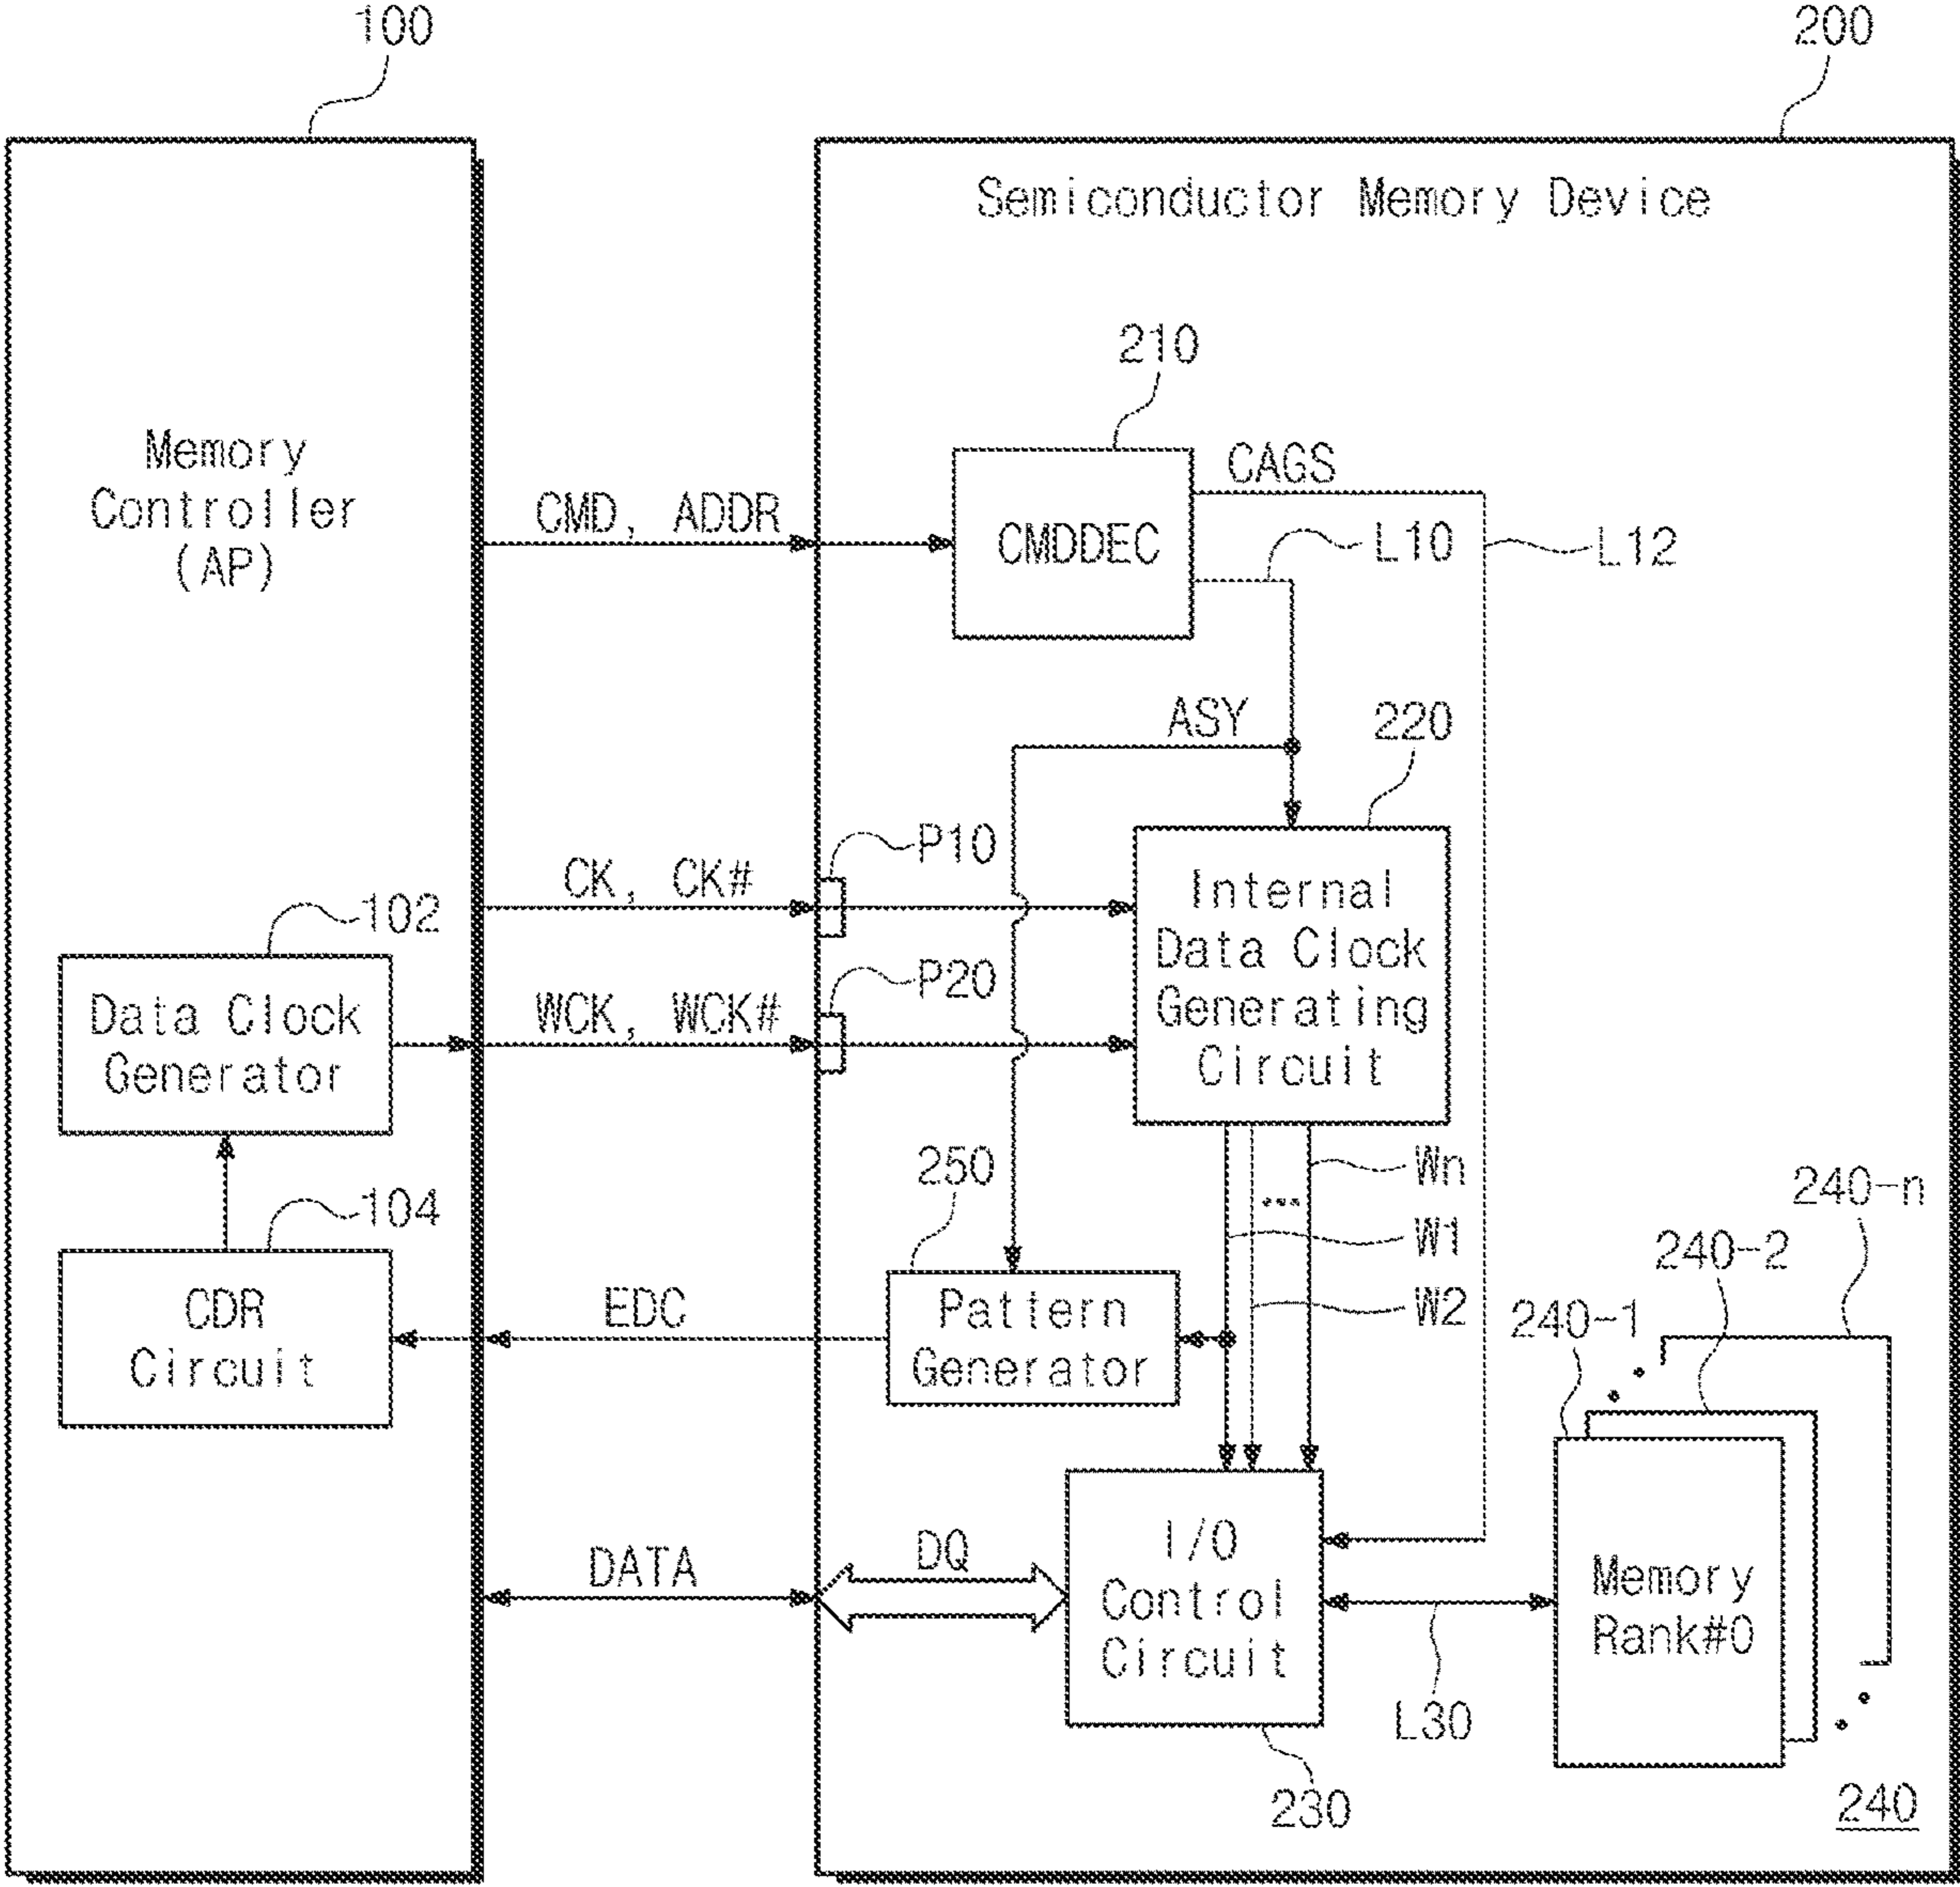 100
200
Semiconductor Memory Device
Memory
Controller
(AP)
CMD, ADDR
210
CMDDEC
CAGS
L10
L12
ASY
220
CK, CK#
P10
Internal
Data Clock
Generating
Circuit
102
Data Clock
Generator
WCK, WCK#
P20
Wn
...
W1
W2
250
Pattern
Generator
EDC
104
CDR
Circuit
240-n
240-2
240-1
Memory
Rank#0
DATA
DQ
I/O
Control
Circuit
L30
230
240